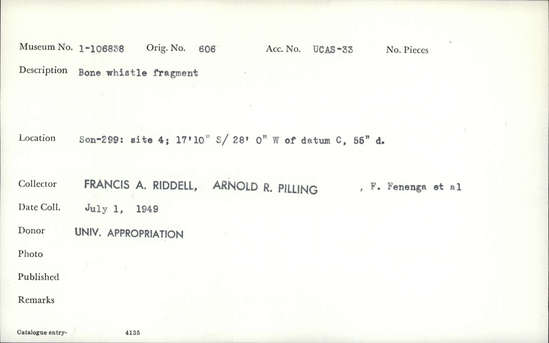 Museum No. 1-106838 Orig. No. 606 Acc. No. UCAS-33 No. Pieces
Description Bone whistle fragment
Location Son-299: site 4; 17'10" S/ 28' 0" W of datum C, 56" d.
Collector FRANCIS A. RIDDELL, ARNOLD R. PILLING , F. Fenenga et al
Date Coll. July 1, 1949
Donor UNIV. APPROPRIATION
Photo
Published
Remarks
Catalogue entry- 4135